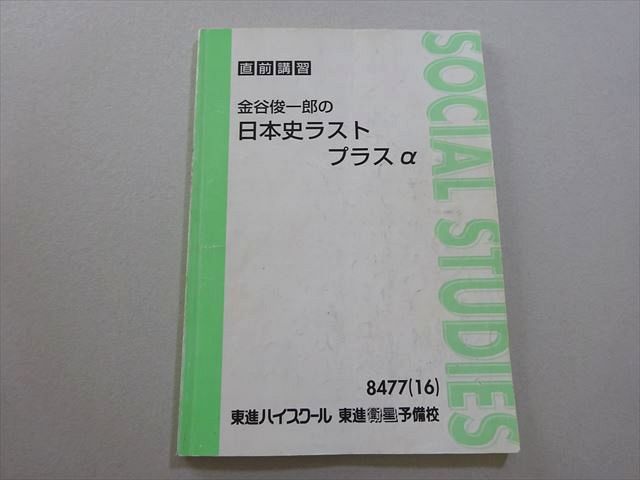 直前講習
金谷俊一郎の
日本史ラスト
プラスα
SOCIAL STUDIES
8477(16)
東進ハイスクール 東進衛星予備校